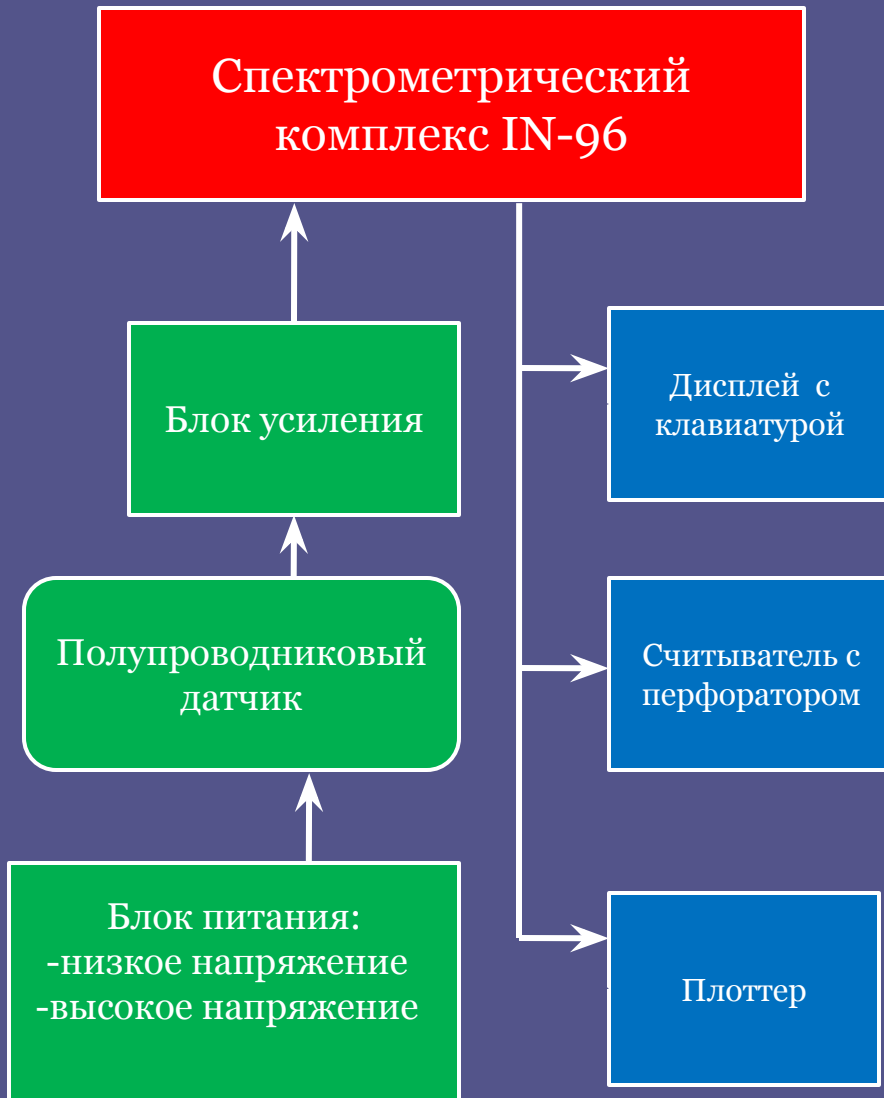 Спектрометрический
комплекс IN-96
Блок усиления
Полупроводниковый
датчик
Блок питания:
-низкое напряжение
-высокое напряжение
Дисплей с
клавиатурой
Считыватель с
перфоратором
Плоттер